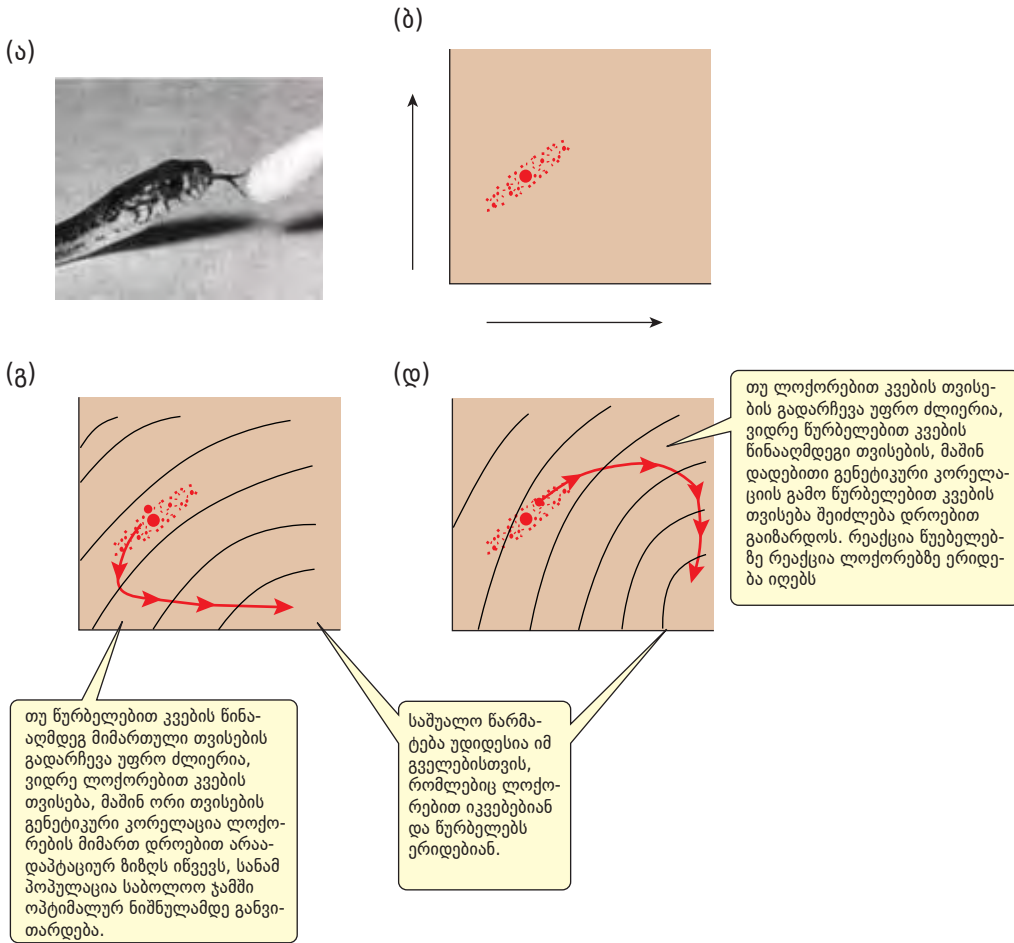 (ა)
(ბ)
(გ)
(დ)
თუ ლოქორებით კვების თვისე-
ბის გადარჩევა უფრო ძლიერია,
ვიდრე წურბელებით კვების
წინააღმდეგი თვისების, მაშინ
დადებითი გენეტიკური კორელა-
ციის გამო წურბელებით კვების
თვისება შეიძლება დროებით
გაიზარდოს. რეაქცია წუებელებ-
ზე რეაქცია ლოქორებზე ერიდე-
ბა იღებს
თუ წურბელებით კვების წინა-
აღმდეგ მიმართული თვისების
გადარჩევა უფრო ძლიერია,
ვიდრე ლოქორებით კვების
თვისება, მაშინ ორი თვისების
გენეტიკური კორელაცია ლოქო-
რების მიმართ დროებით არაა-
დაპტაციურ ზიზღს იწვევს, სანამ
პოპულაცია საბოლოო ჯამში
ოპტიმალურ ნიშნულამდე განვი-
თარდება.
საშუალო წარმა-
ტება უდიდესია იმ
გველებისთვის,
რომლებიც ლოქო-
რებით იკვებებიან
და წურბელებს
ერიდებიან.